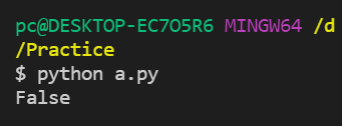 pc@DESKTOP-EC7O5R6 MINGW64 /d
/Practice
$ python a.py
False